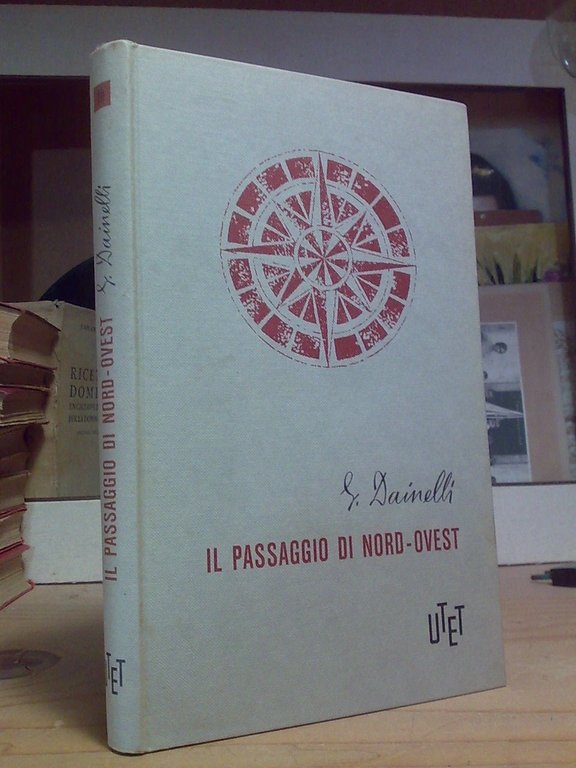 G. Dainelli
IL PASSAGGIO DI NORD-OVEST
UTET
G. Dainelli
IL PASSAGGIO DI NORD-OVEST
UTET